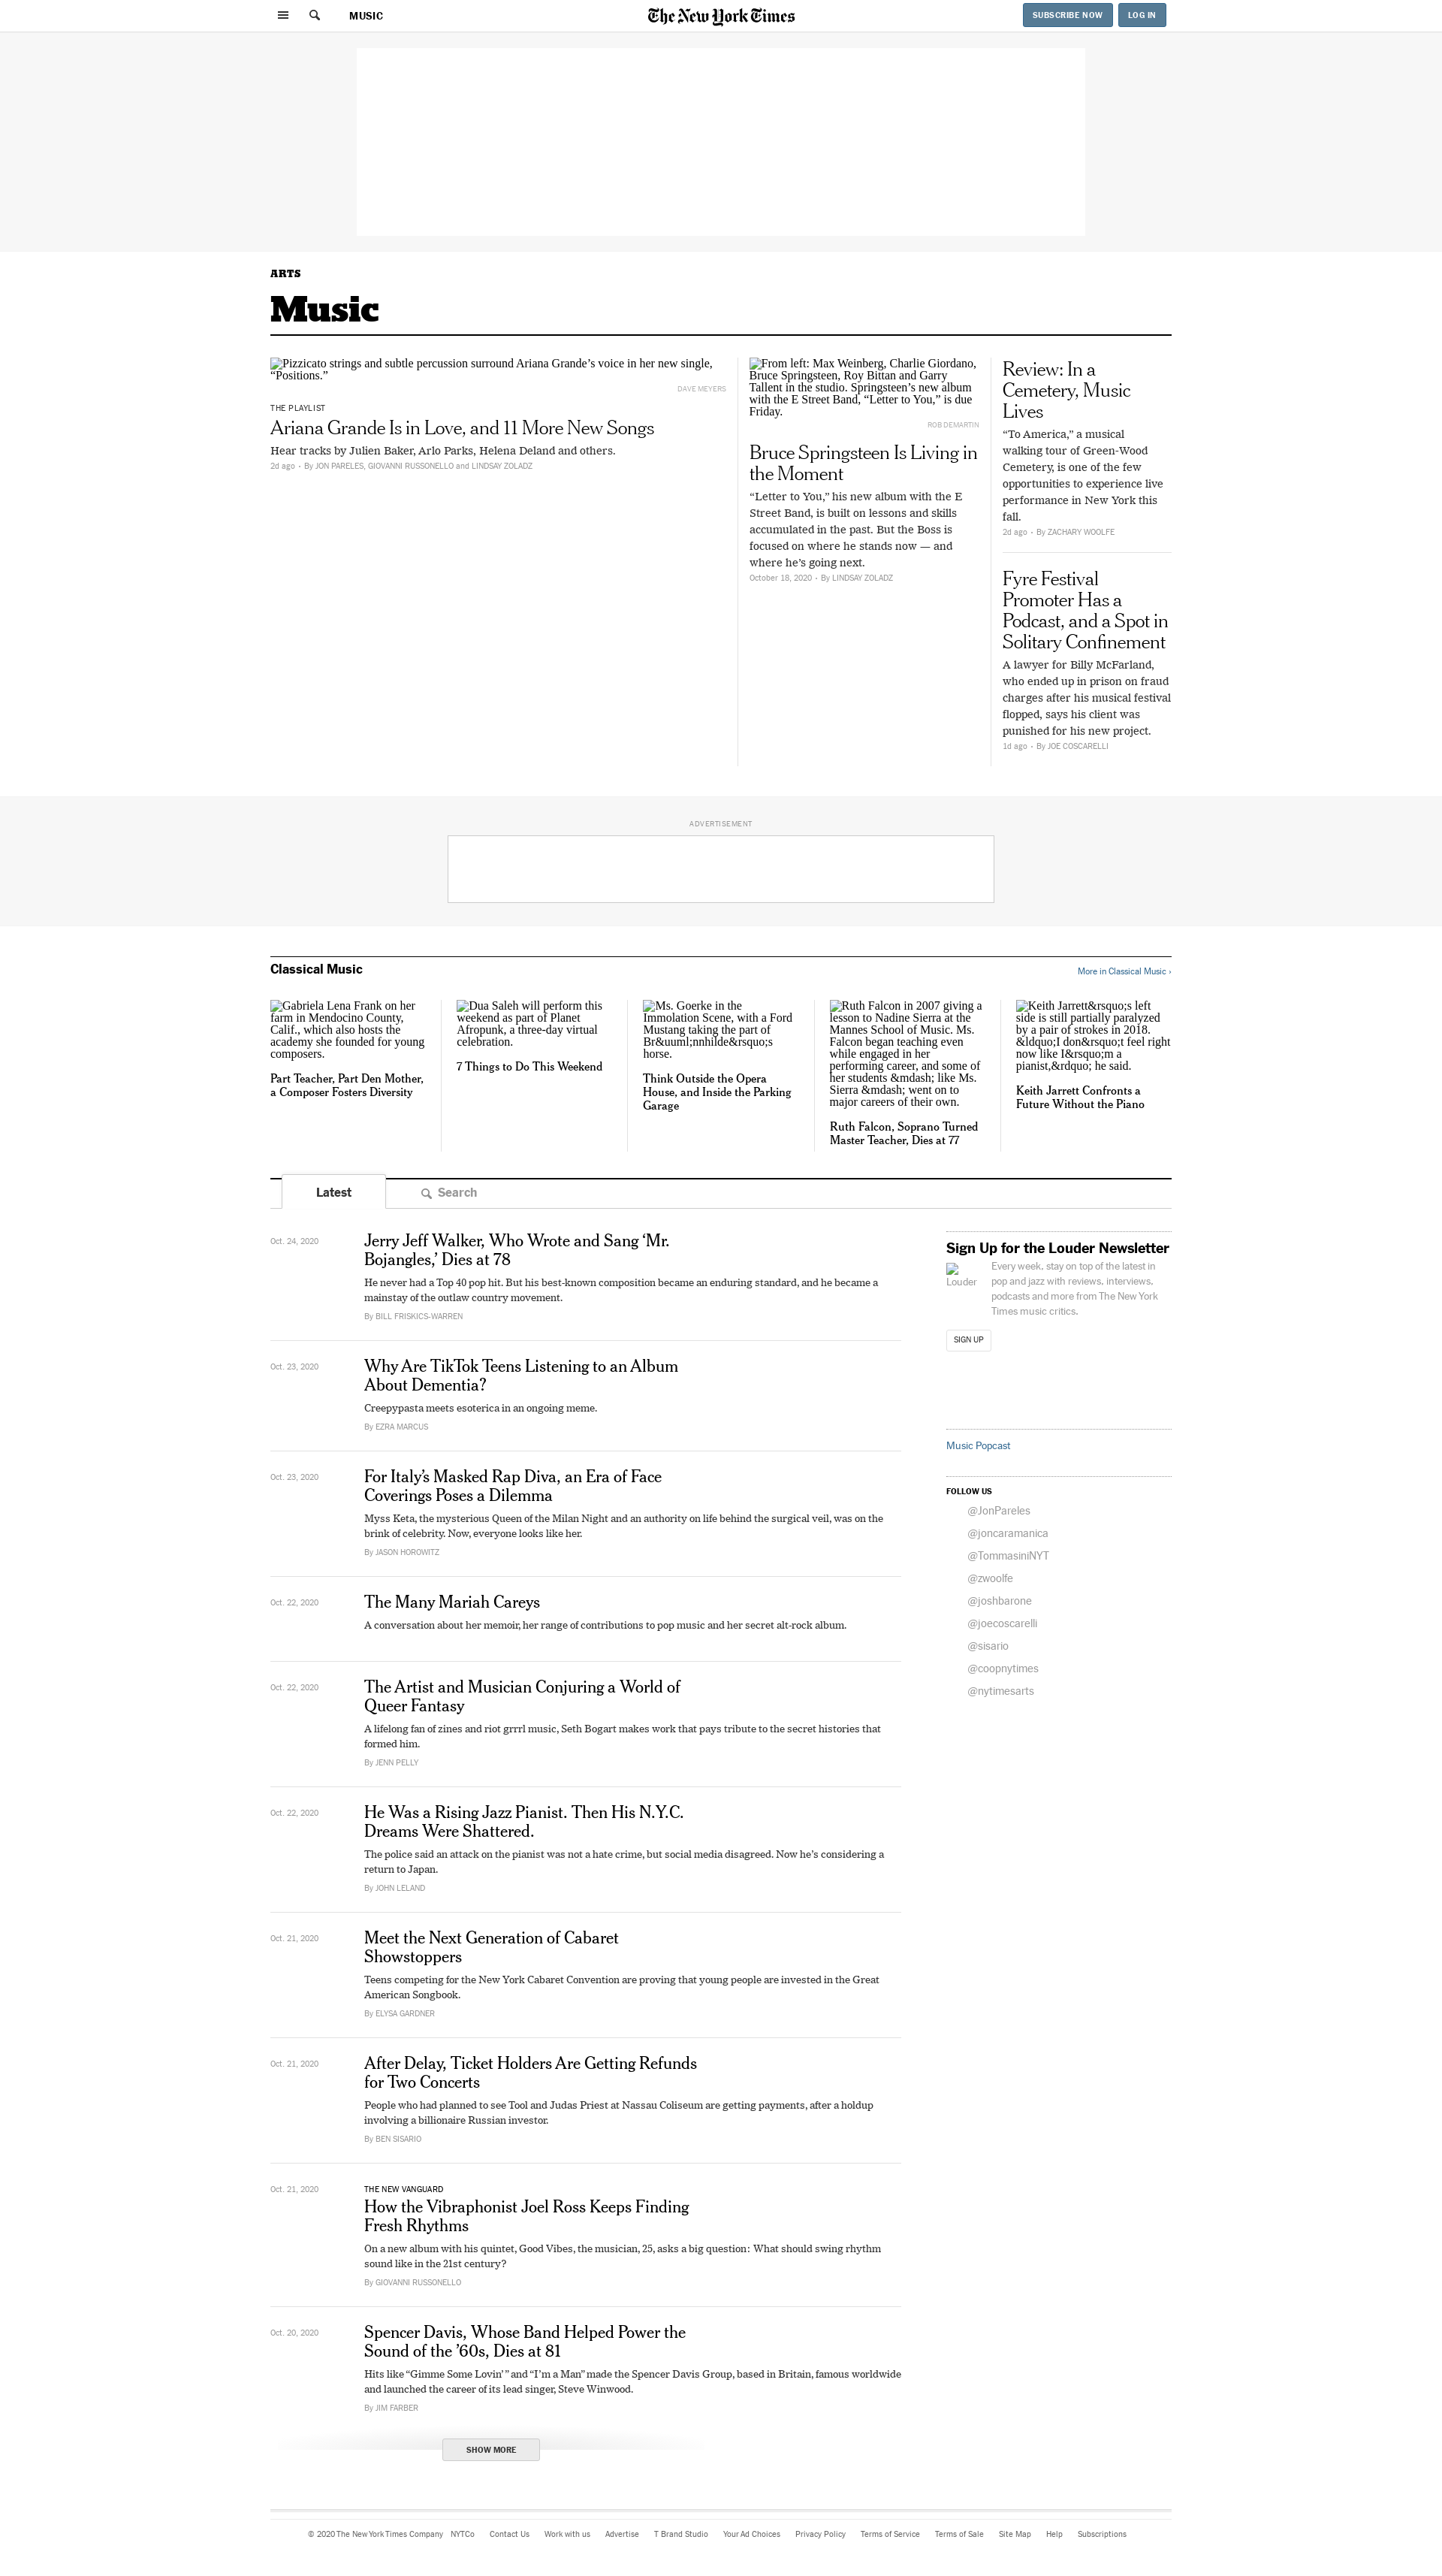 MUSIC
The New York Times
SUBSCRIBE NOW
LOG IN
ARTS
Music
Pizzicato strings and subtle percussion surround Ariana Grande’s voice in her new single,
“Positions.”
DAVE MEYERS
THE PLAYLIST
Ariana Grande Is in Love, and 11 More New Songs
Hear tracks by Julien Baker, Arlo Parks, Helena Deland and others.
2d ago • By JON PARELES, GIOVANNI RUSSONELLO and LINDSAY ZOLADZ
From left: Max Weinberg, Charlie Giordano,
Bruce Springsteen, Roy Bittan and Garry
Tallent in the studio. Springsteen’s new album
with the E Street Band, “Letter to You,” is due
Friday.
ROB DEMARTIN
Bruce Springsteen Is Living in
the Moment
“Letter to You,” his new album with the E
Street Band, is built on lessons and skills
accumulated in the past. But the Boss is
focused on where he stands now — and
where he’s going next.
October 18, 2020 • By LINDSAY ZOLADZ
Review: In a
Cemetery, Music
Lives
“To America,” a musical
walking tour of Green-Wood
Cemetery, is one of the few
opportunities to experience live
performance in New York this
fall.
2d ago • By ZACHARY WOOLFE
Fyre Festival
Promoter Has a
Podcast, and a Spot in
Solitary Confinement
A lawyer for Billy McFarland,
who ended up in prison on fraud
charges after his musical festival
flopped, says his client was
punished for his new project.
1d ago • By JOE COSCARELLI
ADVERTISEMENT
Classical Music
More in Classical Music ›
Gabriela Lena Frank on her
farm in Mendocino County,
Calif., which also hosts the
academy she founded for young
composers.
Part Teacher, Part Den Mother,
a Composer Fosters Diversity
Dua Saleh will perform this
weekend as part of Planet
Afropunk, a three-day virtual
celebration.
7 Things to Do This Weekend
Ms. Goerke in the
Immolation Scene, with a Ford
Mustang taking the part of
Br&uuml;nnhilde&rsquo;s
horse.
Think Outside the Opera
House, and Inside the Parking
Garage
Ruth Falcon in 2007 giving a
lesson to Nadine Sierra at the
Mannes School of Music. Ms.
Falcon began teaching even
while engaged in her
performing career, and some of
her students &mdash; like Ms.
Sierra &mdash; went on to
major careers of their own.
Ruth Falcon, Soprano Turned
Master Teacher, Dies at 77
Keith Jarrett&rsquo;s left
side is still partially paralyzed
by a pair of strokes in 2018.
&ldquo;I don&rsquo;t feel right
now like I&rsquo;m a
pianist,&rdquo; he said.
Keith Jarrett Confronts a
Future Without the Piano
Latest
Search
Oct. 24, 2020
Jerry Jeff Walker, Who Wrote and Sang ‘Mr.
Bojangles,’ Dies at 78
He never had a Top 40 pop hit. But his best-known composition became an enduring standard, and he became a
mainstay of the outlaw country movement.
By BILL FRISKICS-WARREN
Oct. 23, 2020
Why Are TikTok Teens Listening to an Album
About Dementia?
Creepypasta meets esoterica in an ongoing meme.
By EZRA MARCUS
Oct. 23, 2020
For Italy’s Masked Rap Diva, an Era of Face
Coverings Poses a Dilemma
Myss Keta, the mysterious Queen of the Milan Night and an authority on life behind the surgical veil, was on the
brink of celebrity. Now, everyone looks like her.
By JASON HOROWITZ
Oct. 22, 2020
The Many Mariah Careys
A conversation about her memoir, her range of contributions to pop music and her secret alt-rock album.
Oct. 22, 2020
The Artist and Musician Conjuring a World of
Queer Fantasy
A lifelong fan of zines and riot grrrl music, Seth Bogart makes work that pays tribute to the secret histories that
formed him.
By JENN PELLY
Oct. 22, 2020
He Was a Rising Jazz Pianist. Then His N.Y.C.
Dreams Were Shattered.
The police said an attack on the pianist was not a hate crime, but social media disagreed. Now he’s considering a
return to Japan.
By JOHN LELAND
Oct. 21, 2020
Meet the Next Generation of Cabaret
Showstoppers
Teens competing for the New York Cabaret Convention are proving that young people are invested in the Great
American Songbook.
By ELYSA GARDNER
Oct. 21, 2020
After Delay, Ticket Holders Are Getting Refunds
for Two Concerts
People who had planned to see Tool and Judas Priest at Nassau Coliseum are getting payments, after a holdup
involving a billionaire Russian investor.
By BEN SISARIO
Oct. 21, 2020
THE NEW VANGUARD
How the Vibraphonist Joel Ross Keeps Finding
Fresh Rhythms
On a new album with his quintet, Good Vibes, the musician, 25, asks a big question: What should swing rhythm
sound like in the 21st century?
By GIOVANNI RUSSONELLO
Oct. 20, 2020
Spencer Davis, Whose Band Helped Power the
Sound of the ’60s, Dies at 81
Hits like “Gimme Some Lovin’ ” and “I’m a Man” made the Spencer Davis Group, based in Britain, famous worldwide
and launched the career of its lead singer, Steve Winwood.
By JIM FARBER
SHOW MORE
Sign Up for the Louder Newsletter
Louder
Every week, stay on top of the latest in
pop and jazz with reviews, interviews,
podcasts and more from The New York
Times music critics.
SIGN UP
Music Popcast
FOLLOW US
@JonPareles
@joncaramanica
@TommasiniNYT
@zwoolfe
@joshbarone
@joecoscarelli
@sisario
@coopnytimes
@nytimesarts
© 2020 The New York Times Company NYTCo Contact Us Work with us Advertise T Brand Studio Your Ad Choices Privacy Policy Terms of Service Terms of Sale Site Map Help Subscriptions